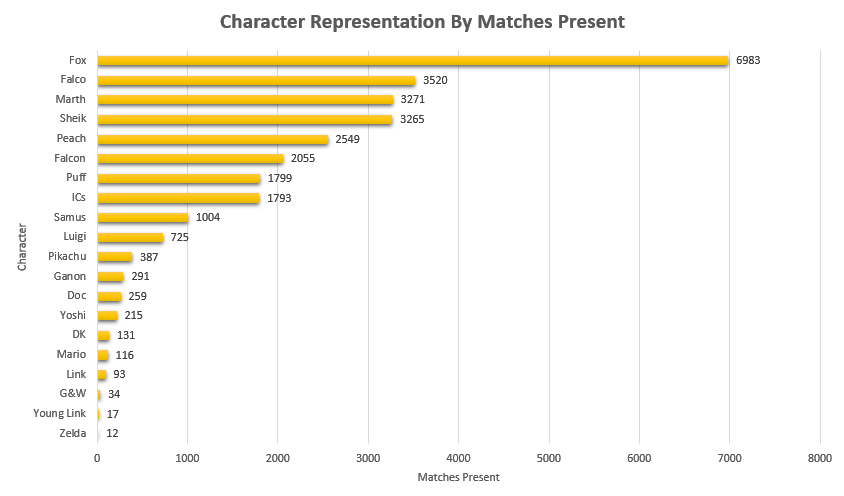 Character Representation By Matches Present
Character
Fox 6983
Falco 3520
Marth 3271
Sheik 3265
Peach 2549
Falcon 2055
Puff 1799
ICs 1793
Samus 1004
Luigi 725
Pikachu 387
Ganon 291
Doc 259
Yoshi 215
DK 131
Mario 116
Link 93
G&W 34
Young Link 17
Zelda 12
0 1000 2000 3000 4000 5000 6000 7000 8000
Matches Present